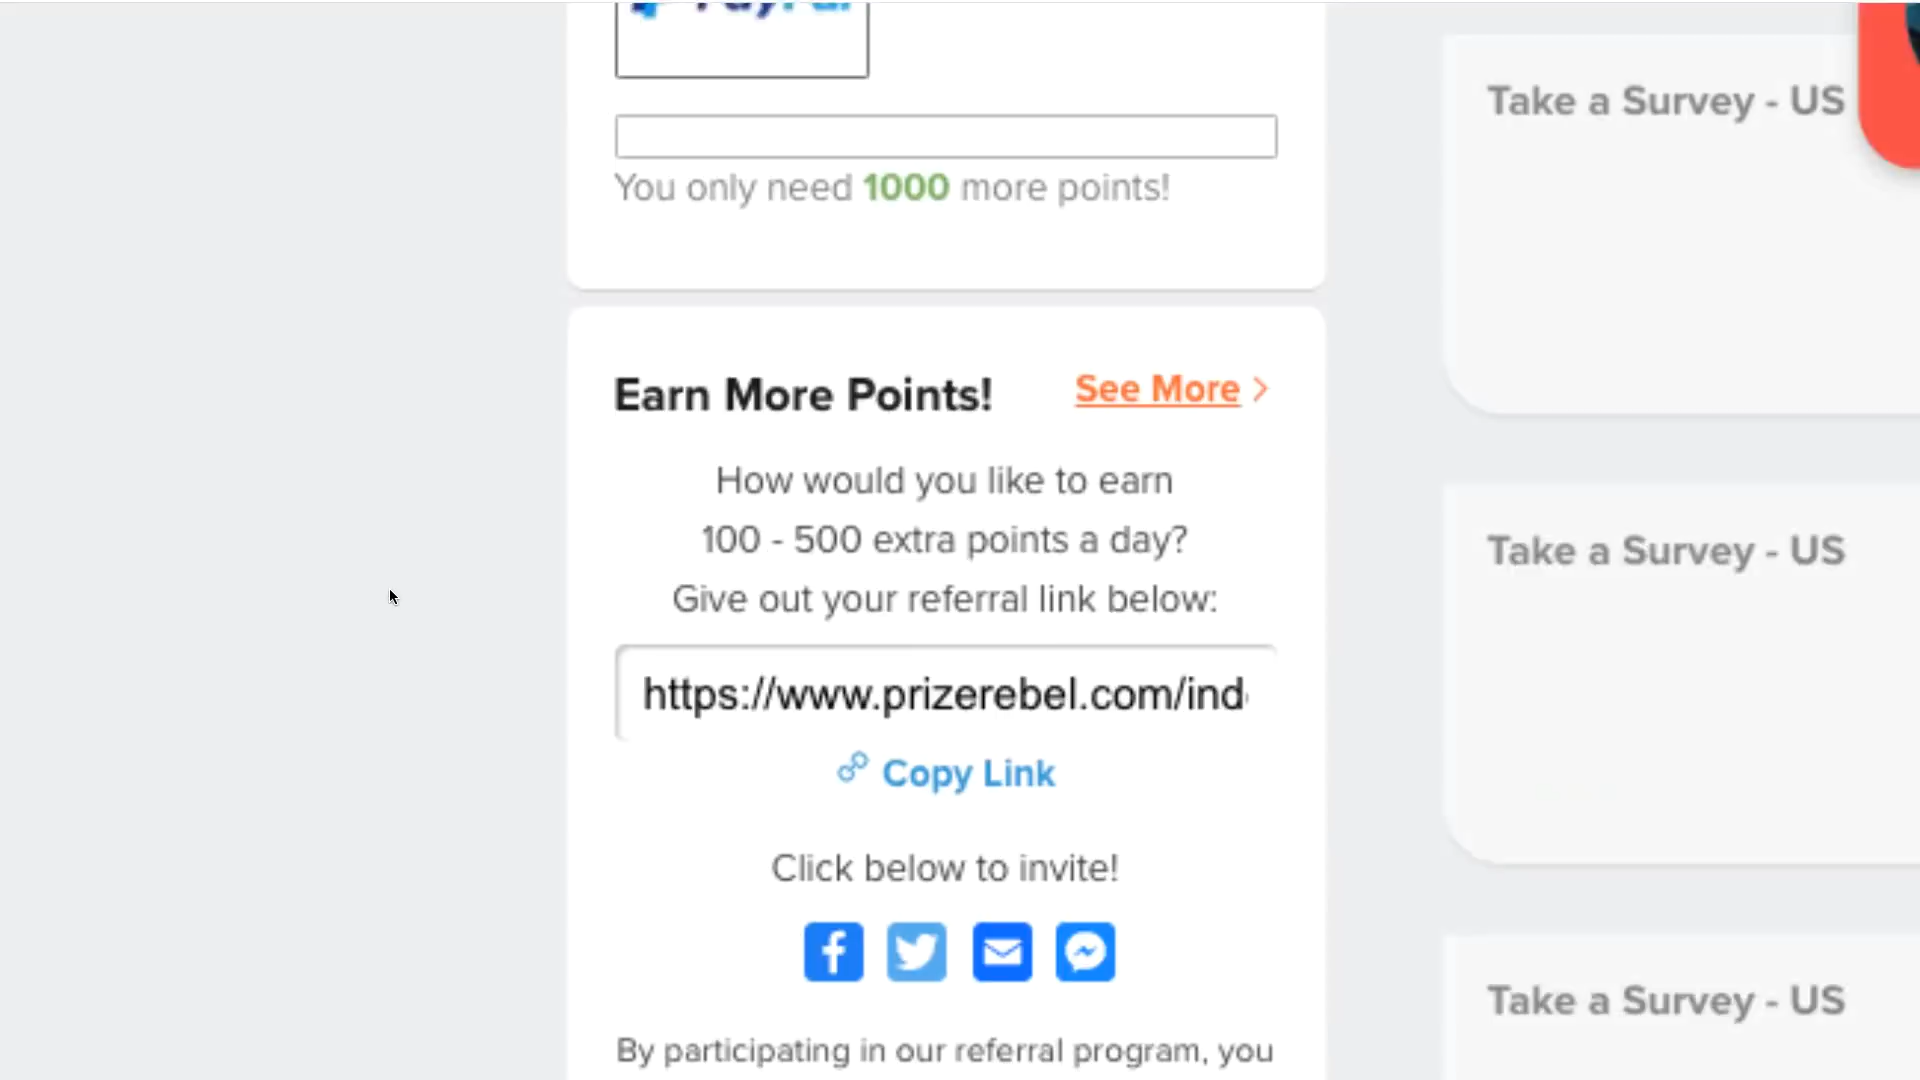 PayPal
You only need 1000 more points!
Earn More Points!
See More
How would you like to earn
100 - 500 extra points a day?
Give out your referral link below:
https://www.prizerebel.com/ind
Copy Link
Click below to invite!
By participating in our referral program, you
Take a Survey - US
Take a Survey - US
Take a Survey - US